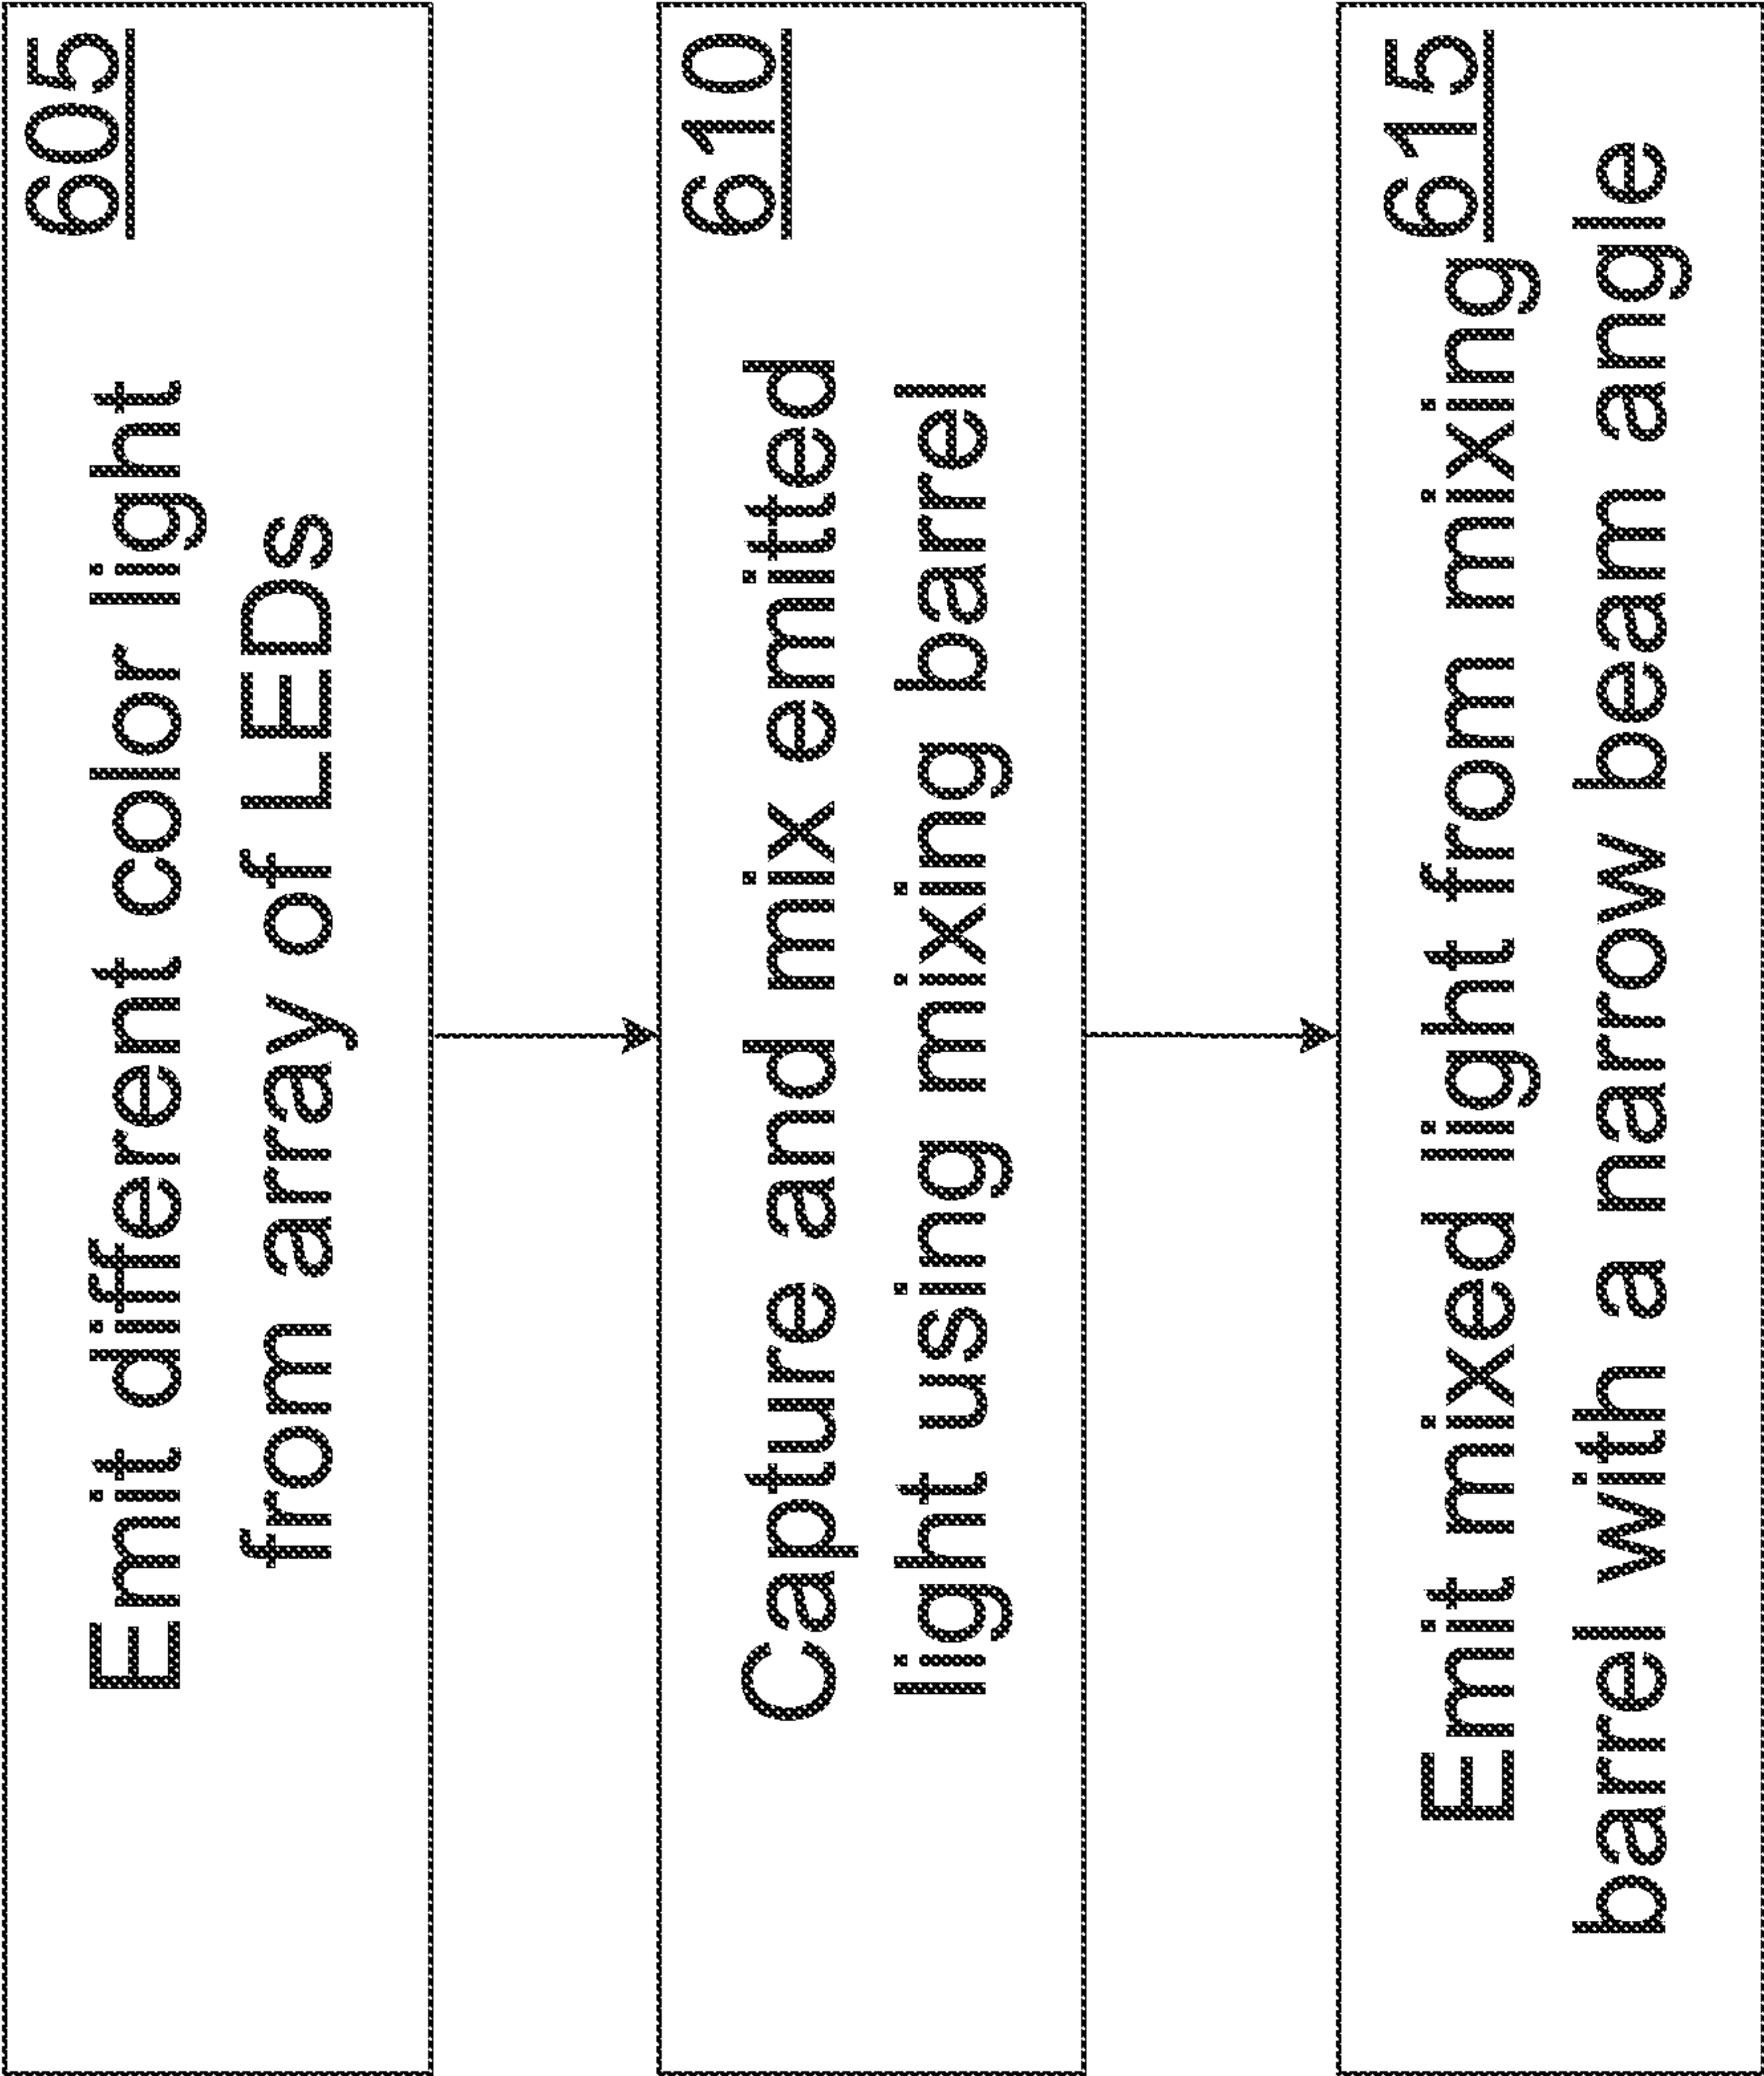 605
Emit different color light
from array of LEDs
610
Capture and mix emitted
light using mixing barrel
615
Emit mixed light from mixing
barrel with a narrow beam angle